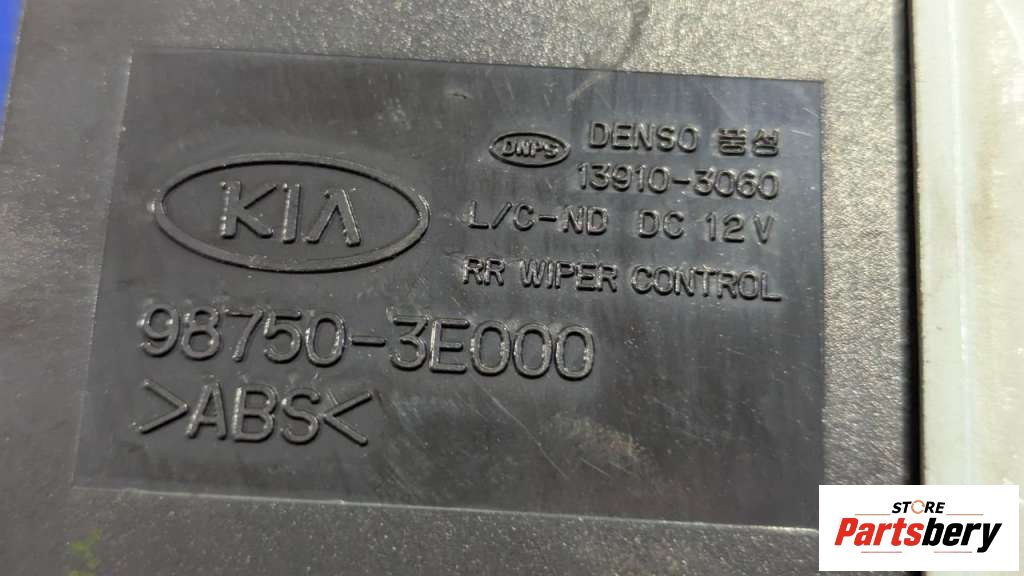 KIA
DNPS DENSO 풍성
13910-3060
L/C-ND DC 12V
RR WIPER CONTROL
98750-3E000
>ABS<
STORE
Partsbery